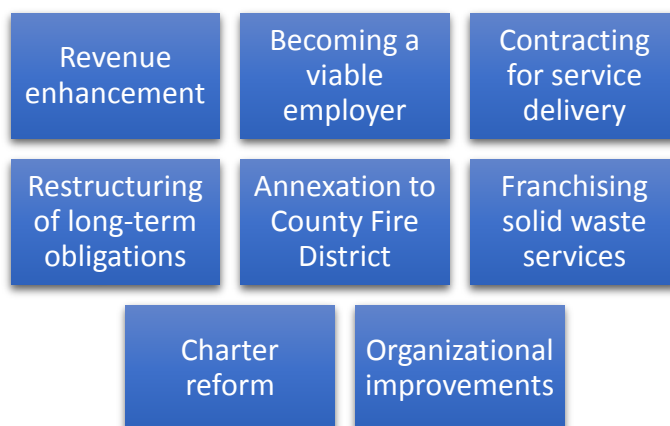 Revenue
enhancement
Becoming a
viable
employer
Contracting
for service
delivery
Restructuring
of long-term
obligations
Annexation to
County Fire
District
Franchising
solid waste
services
Charter
reform
Organizational
improvements